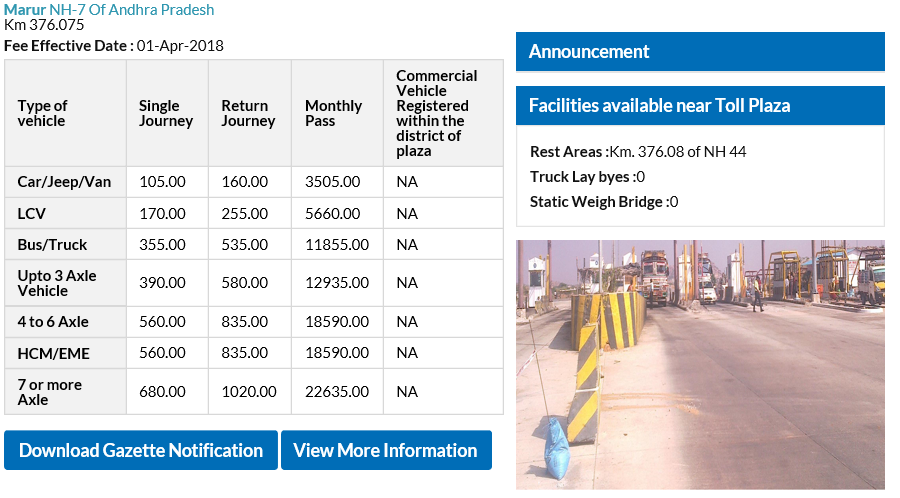 Marur NH-7 Of Andhra Pradesh
Km 376.075
Fee Effective Date : 01-Apr-2018
Type of vehicle Single Journey Return Journey Monthly Pass Commercial Vehicle Registered within the district of plaza
Car/Jeep/Van 105.00 160.00 3505.00 NA
LCV 170.00 255.00 5660.00 NA
Bus/Truck 355.00 535.00 11855.00 NA
Upto 3 Axle Vehicle 390.00 580.00 12935.00 NA
4 to 6 Axle 560.00 835.00 18590.00 NA
HCM/EME 560.00 835.00 18590.00 NA
7 or more Axle 680.00 1020.00 22635.00 NA
Download Gazette Notification View More Information
Announcement
Facilities available near Toll Plaza
Rest Areas :Km. 376.08 of NH 44
Truck Lay byes :0
Static Weigh Bridge :0